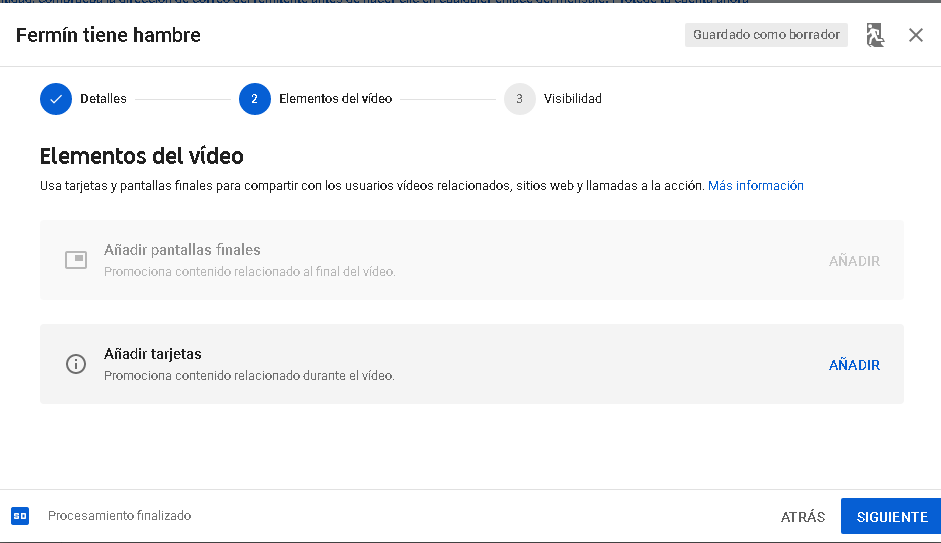 Fermín tiene hambre
Guardado como borrador
Detalles
2
Elementos del vídeo
3
Visibilidad
Elementos del vídeo
Usa tarjetas y pantallas finales para compartir con los usuarios vídeos relacionados, sitios web y llamadas a la acción. Más información
Añadir pantallas finales
Promociona contenido relacionado al final del vídeo.
AÑADIR
Añadir tarjetas
Promociona contenido relacionado durante el vídeo.
AÑADIR
SD
Procesamiento finalizado
ATRÁS
SIGUIENTE